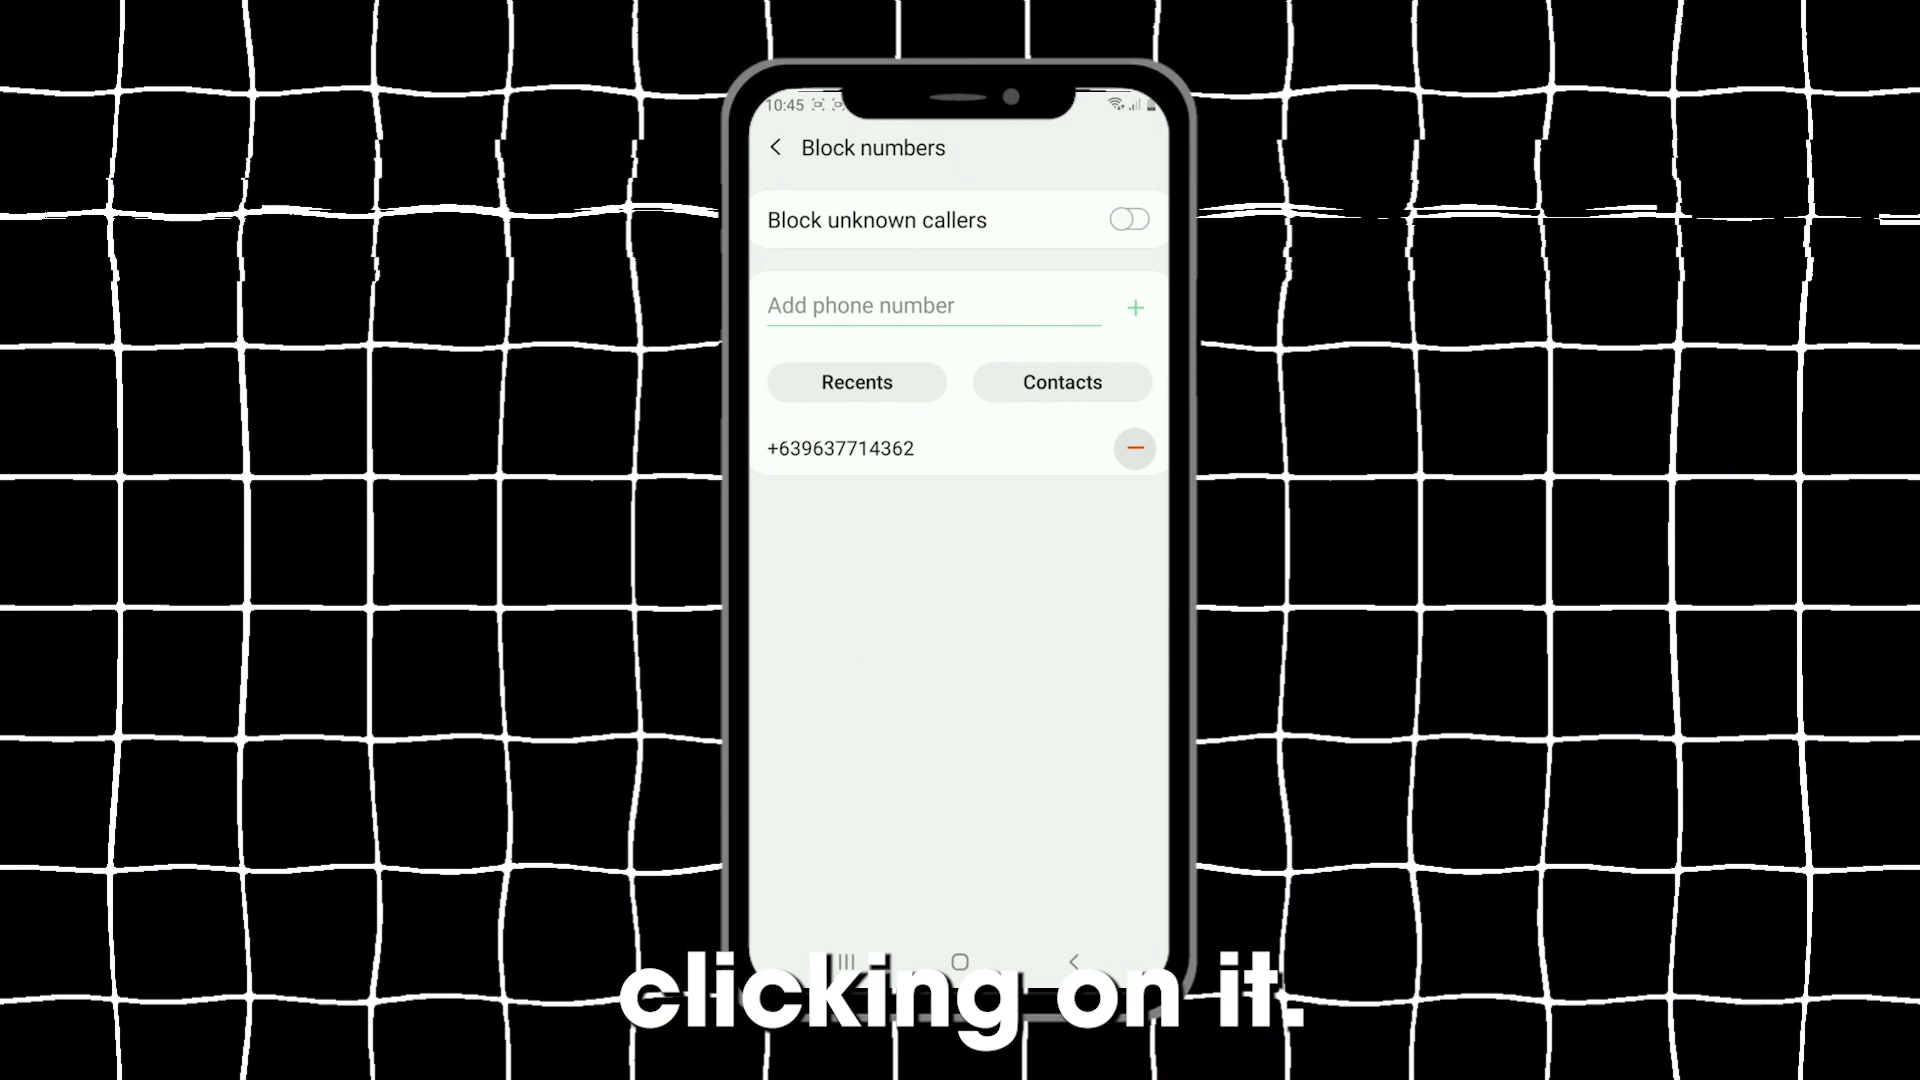 10:45
Block numbers
Block unknown callers
Add phone number
Recents Contacts
+639637714362
clicking on it.